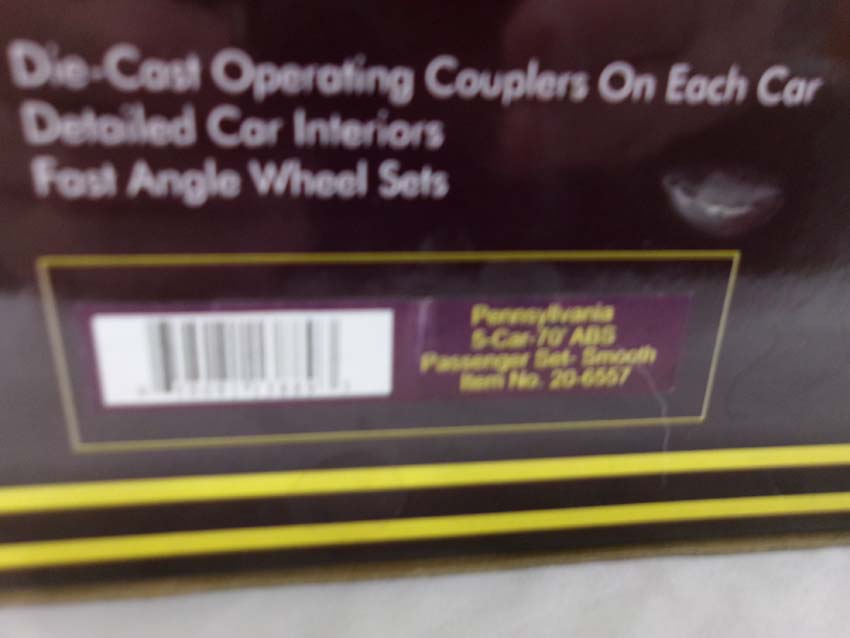 Die-Cast Operating Couplers On Each Car
Detailed Car Interiors
Fast Angle Wheel Sets
Pennsylvania
5-Car-70' ABS
Passenger Set- Smooth
Item No. 20-6557